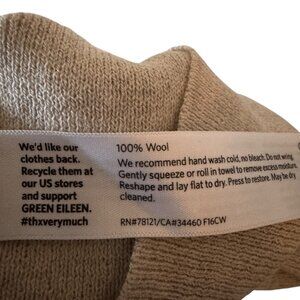 We'd like our
clothes back.
Recycle them at
our US stores
and support
GREEN EILEEN.
#thxverymuch
100% Wool
We recommend hand wash cold, no bleach. Do not wring.
Gently squeeze or roll in towel to remove excess moisture.
Reshape and lay flat to dry. Press to restore. May be dry
cleaned.
RN#78121/CA#34460 F16CW